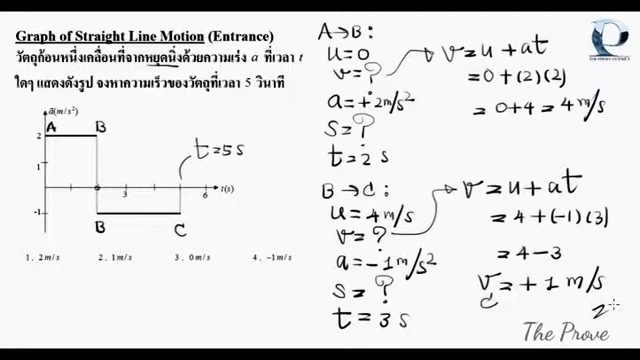 Graph of Straight Line Motion (Entrance)
วัตถุก้อนหนึ่งเคลื่อนที่จากหยุดนิ่งด้วยความเร่ง a ที่เวลา t
ใดๆ แสดงดังรูป จงหาความเร็วของวัตถุที่เวลา 5 วินาที
a(m/s²)
A B
2
1
t=5s
3 6 t(s)
-1
B C
1. 2 m/s 2. 1 m/s 3. 0 m/s 4. -1 m/s
A→B:
u=0
v=?
a=+2m/s²
s=?
t=2 s
v=u+at
=0+(2)(2)
=0+4=4 m/s
B→C:
u=4m/s
v=?
a=-1m/s²
s=?
t=3 s
v=u+at
=4+(-1)(3)
=4-3
v=+1 m/s
C
The Prove